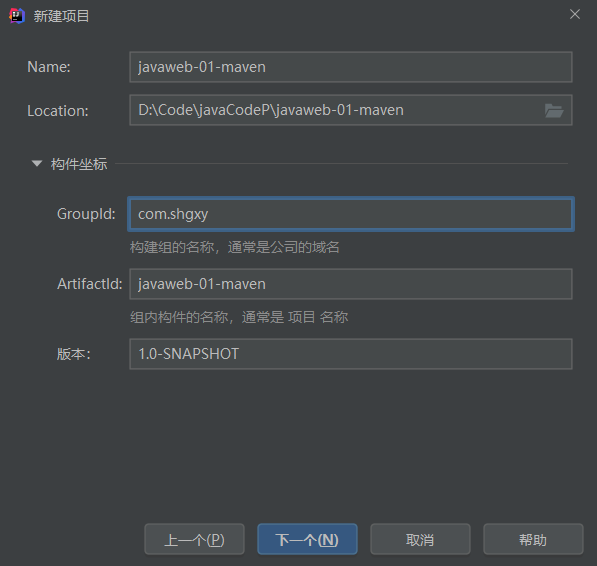 新建项目
Name: javaweb-01-maven
Location: D:\Code\javaCodeP\javaweb-01-maven
构件坐标
GroupId: com.shgxy
构建组的名称，通常是公司的域名
ArtifactId: javaweb-01-maven
组内构件的名称，通常是 项目 名称
版本: 1.0-SNAPSHOT
上一个(P) 下一个(N) 取消 帮助